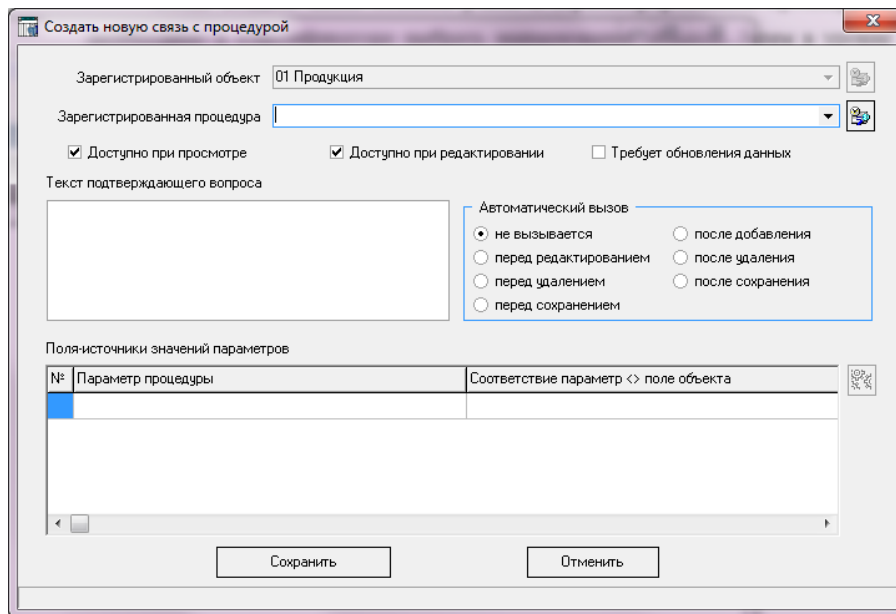 Создать новую связь с процедурой
Зарегистрированный объект 01 Продукция
Зарегистрированная процедура
Доступно при просмотре Доступно при редактировании Требует обновления данных
Текст подтверждающего вопроса
Автоматический вызов
не вызывается после добавления
перед редактированием после удаления
перед удалением после сохранения
перед сохранением
Поля-источники значений параметров
№ Параметр процедуры Соответствие параметр <> поле объекта
Сохранить Отменить